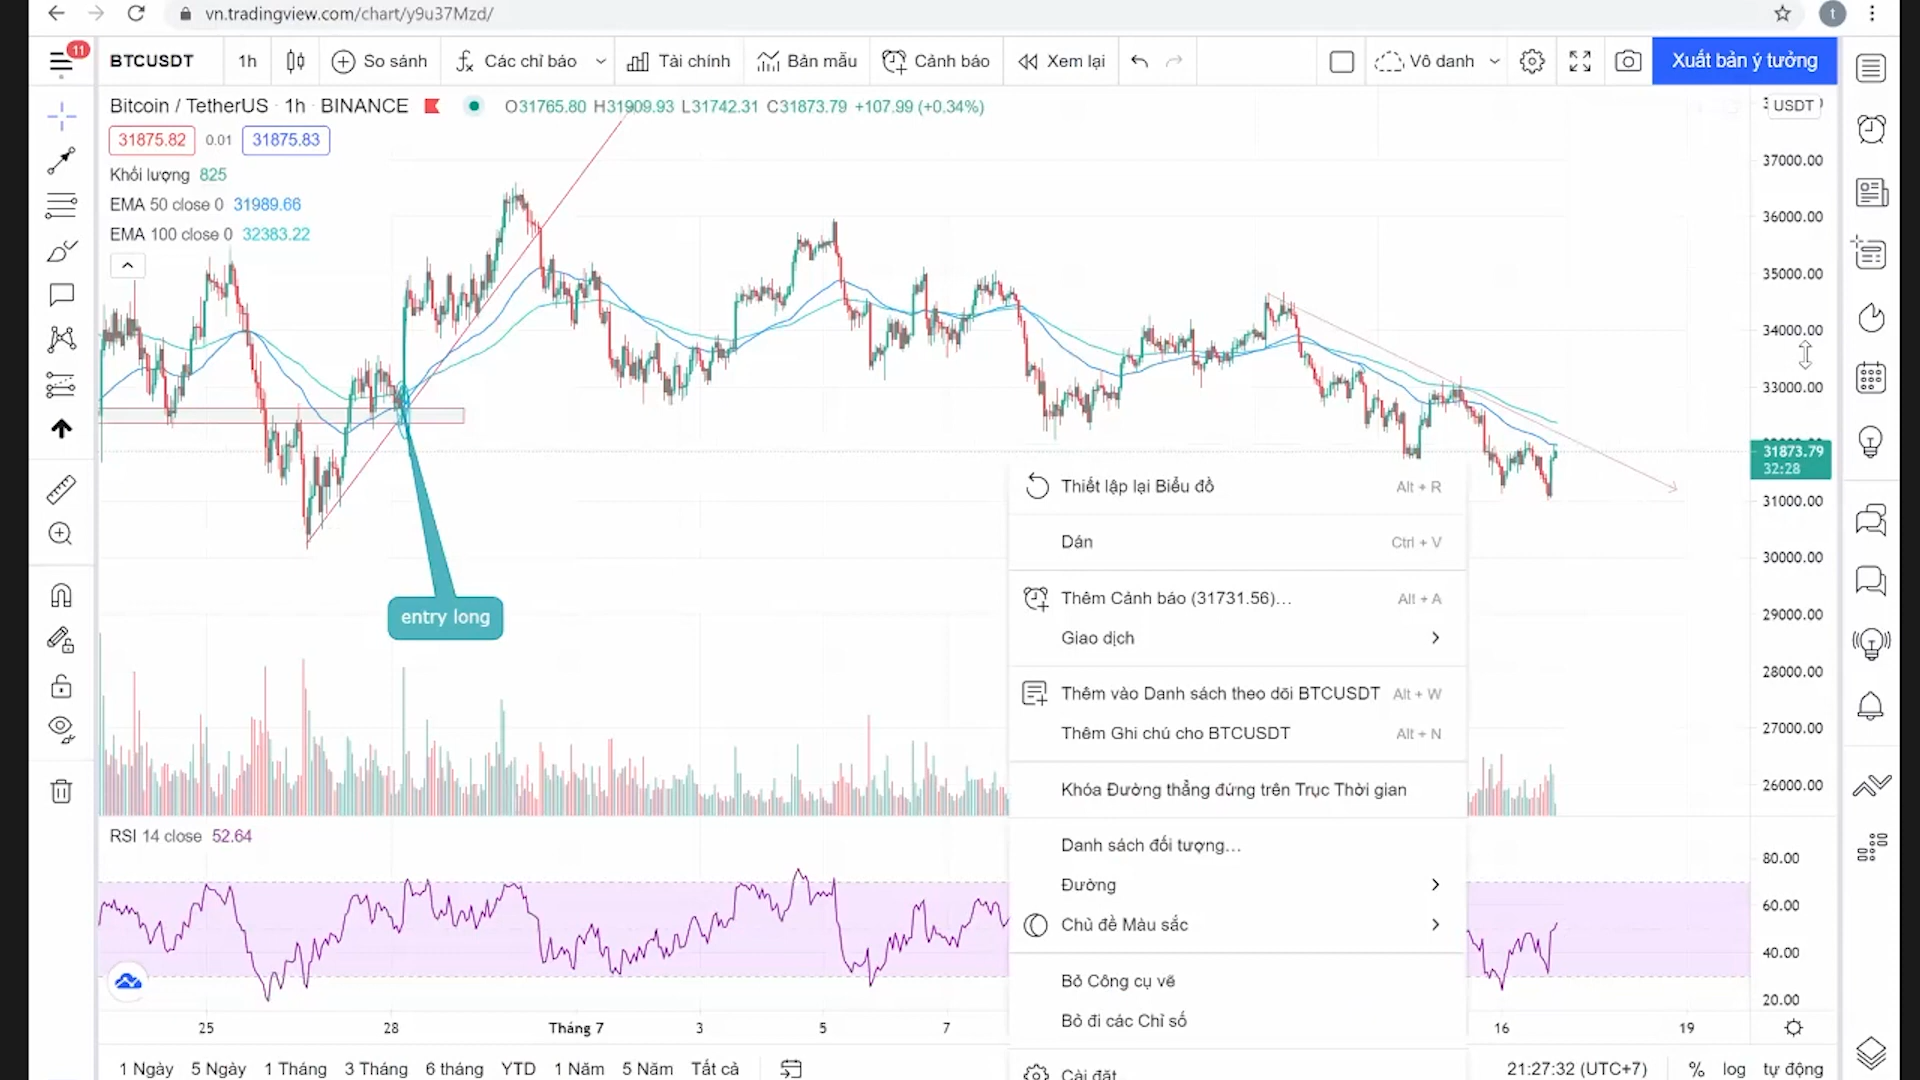 vn.tradingview.com/chart/y9u37Mzd/
t
11
BTCUSDT
1h
So sánh
Các chỉ báo
Tài chính
Bản mẫu
Cảnh báo
Xem lại
Vô danh
Xuất bản ý tưởng
Bitcoin / TetherUS · 1h · BINANCE
O31765.80 H31909.93 L31742.31 C31873.79 +107.99 (+0.34%)
USDT
31875.82 0.01 31875.83
Khối lượng 825
EMA 50 close 0 31989.66
EMA 100 close 0 32383.22
37000.00
36000.00
35000.00
34000.00
33000.00
31873.79
32:28
31000.00
30000.00
29000.00
28000.00
27000.00
26000.00
entry long
Thiết lập lại Biểu đồ Alt + R
Dán Ctrl + V
Thêm Cảnh báo (31731.56)… Alt + A
Giao dịch
Thêm vào Danh sách theo dõi BTCUSDT Alt + W
Thêm Ghi chú cho BTCUSDT Alt + N
Khóa Đường thẳng đứng trên Trục Thời gian
Danh sách đối tượng…
Đường
Chủ đề Màu sắc
Bỏ Công cụ vẽ
Bỏ đi các Chỉ số
Cài đặt
RSI 14 close 52.64
80.00
60.00
40.00
20.00
25 28 Tháng 7 3 5 7 16 19
1 Ngày 5 Ngày 1 Tháng 3 Tháng 6 tháng YTD 1 Năm 5 Năm Tất cả
21:27:32 (UTC+7) % log tự động